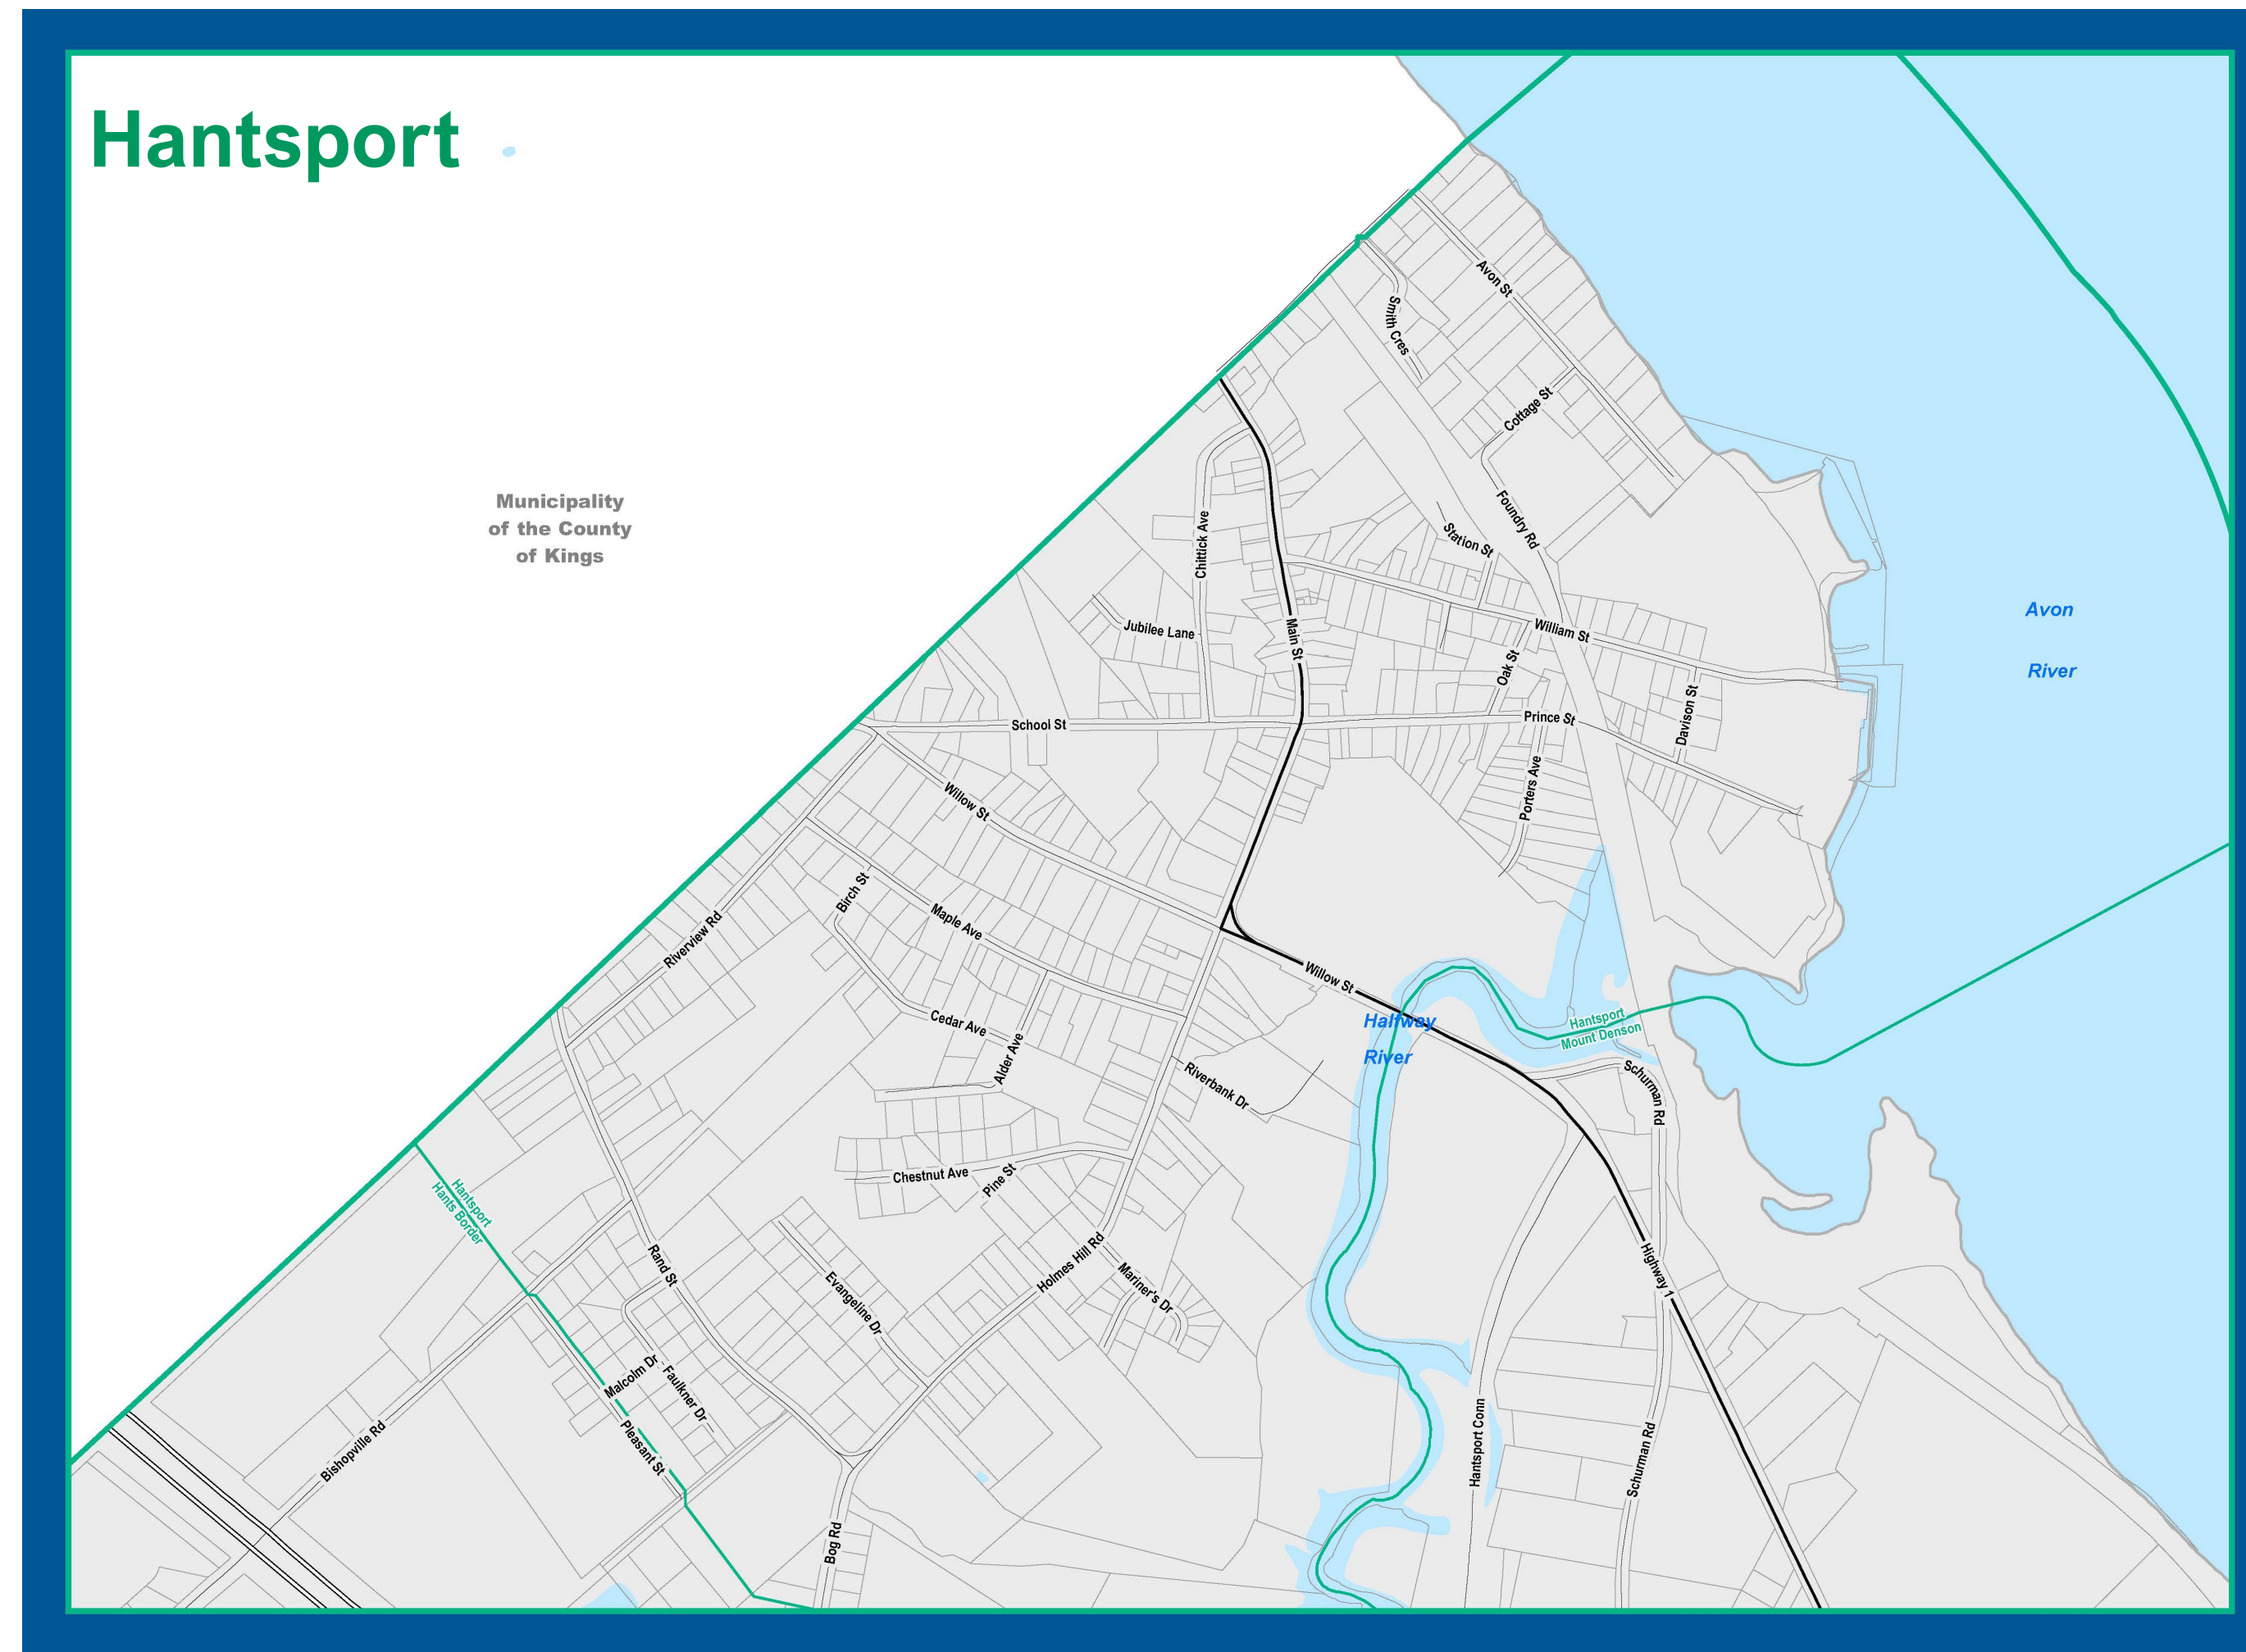 Hantsport
Municipality
of the County
of Kings
Avon St
Smith Cres
Cottage St
Foundry Rd
Station St
Chittick Ave
Jubilee Lane
Main St
William St
Oak St
Avon
River
Davison St
School St
Prince St
Porters Ave
Willow St
Birch St
Maple Ave
Riverview Rd
Willow St
Cedar Ave
Halfway
River
Hantsport
Mount Denson
Alder Ave
Riverbank Dr
Schurman Rd
Chestnut Ave
Pine St
Hantsport
Hants Border
Rand St
Holmes Hill Rd
Mariner's Dr
Evangeline Dr
Highway 1
Malcolm Dr
Faulkner Dr
Bishopville Rd
Pleasant St
Hantsport Conn
Schurman Rd
Bog Rd